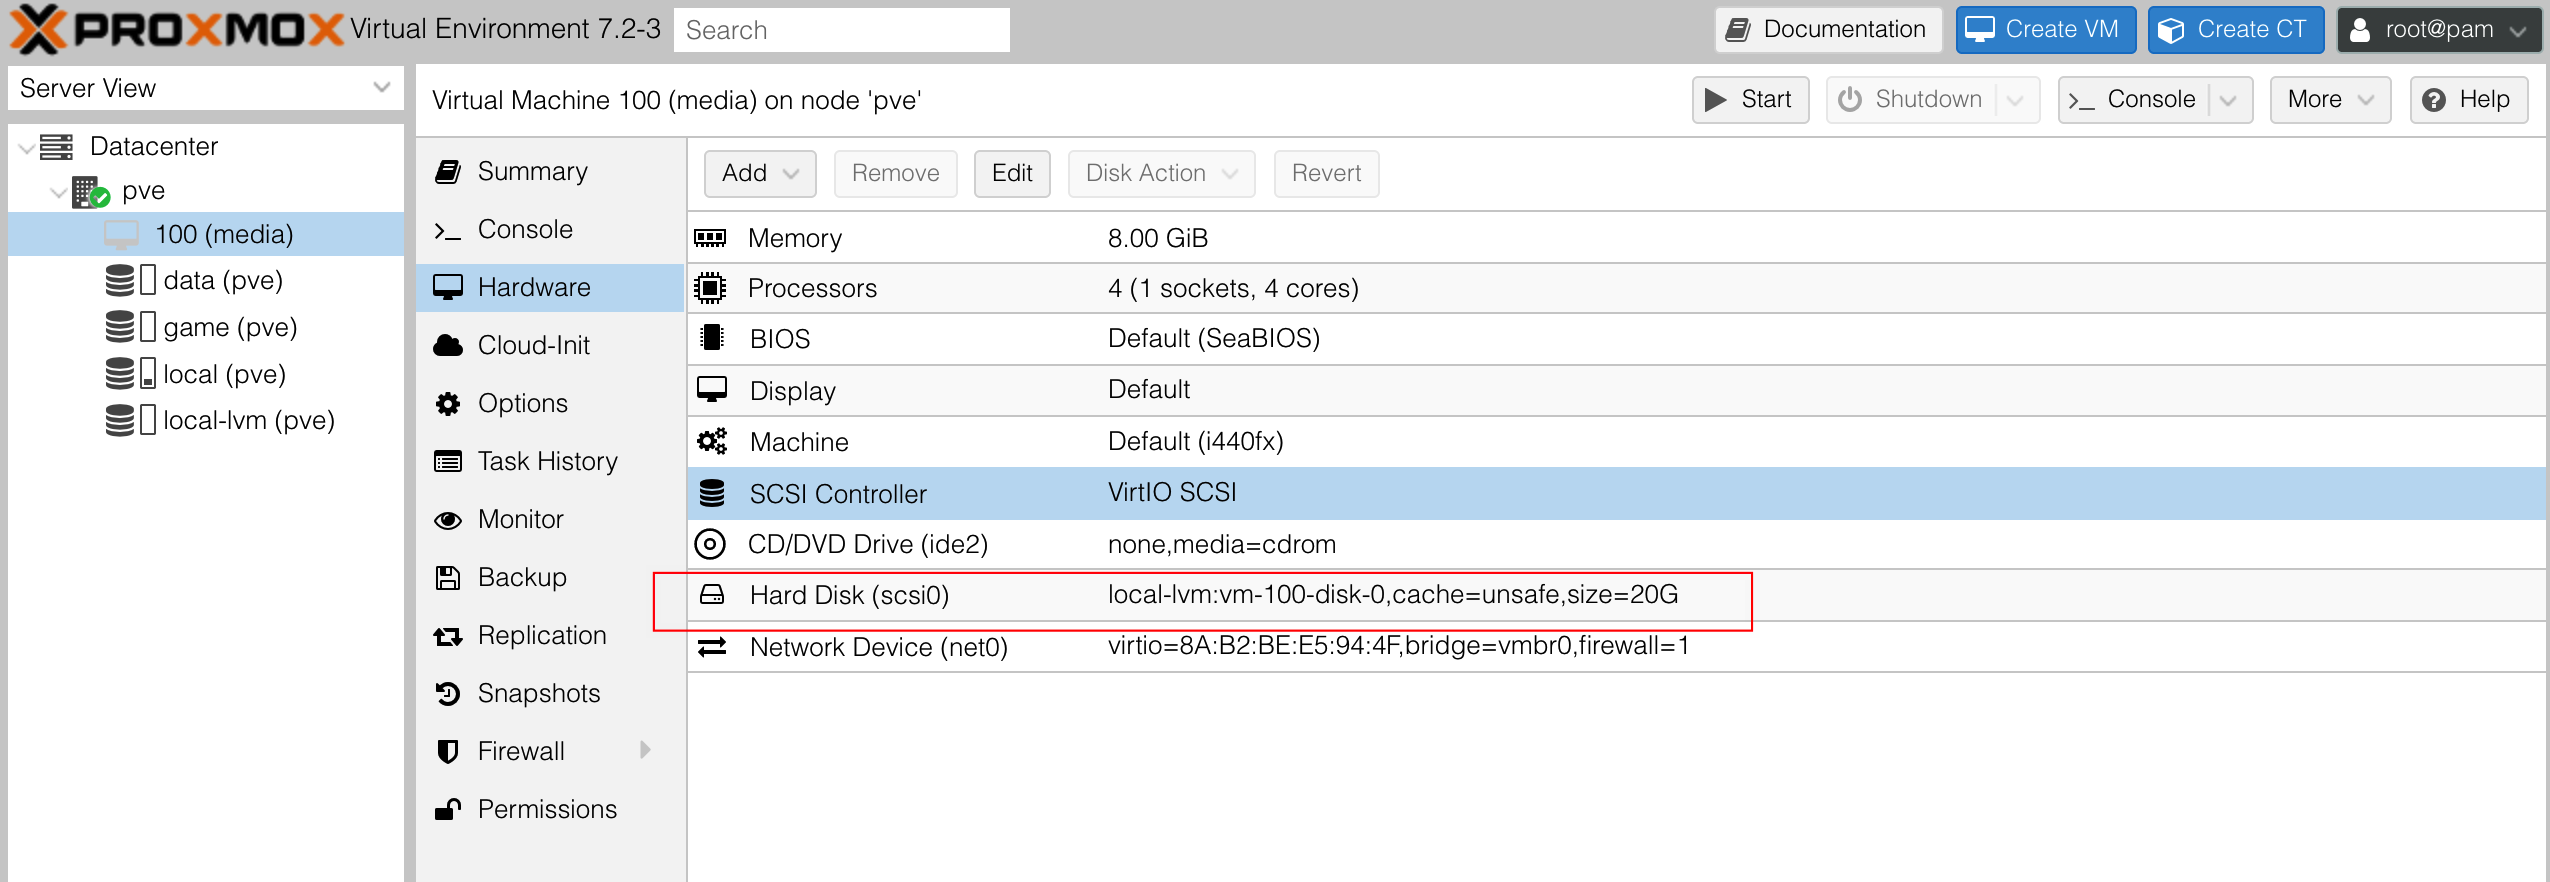 PROXMOX Virtual Environment 7.2-3 Search Documentation Create VM Create CT root@pam
Server View
Datacenter
pve
100 (media)
data (pve)
game (pve)
local (pve)
local-lvm (pve)
Virtual Machine 100 (media) on node 'pve' Start Shutdown Console More Help
Summary
Console
Hardware
Cloud-Init
Options
Task History
Monitor
Backup
Replication
Snapshots
Firewall
Permissions
Add Remove Edit Disk Action Revert
Memory 8.00 GiB
Processors 4 (1 sockets, 4 cores)
BIOS Default (SeaBIOS)
Display Default
Machine Default (i440fx)
SCSI Controller VirtIO SCSI
CD/DVD Drive (ide2) none,media=cdrom
Hard Disk (scsi0) local-lvm:vm-100-disk-0,cache=unsafe,size=20G
Network Device (net0) virtio=8A:B2:BE:E5:94:4F,bridge=vmbr0,firewall=1